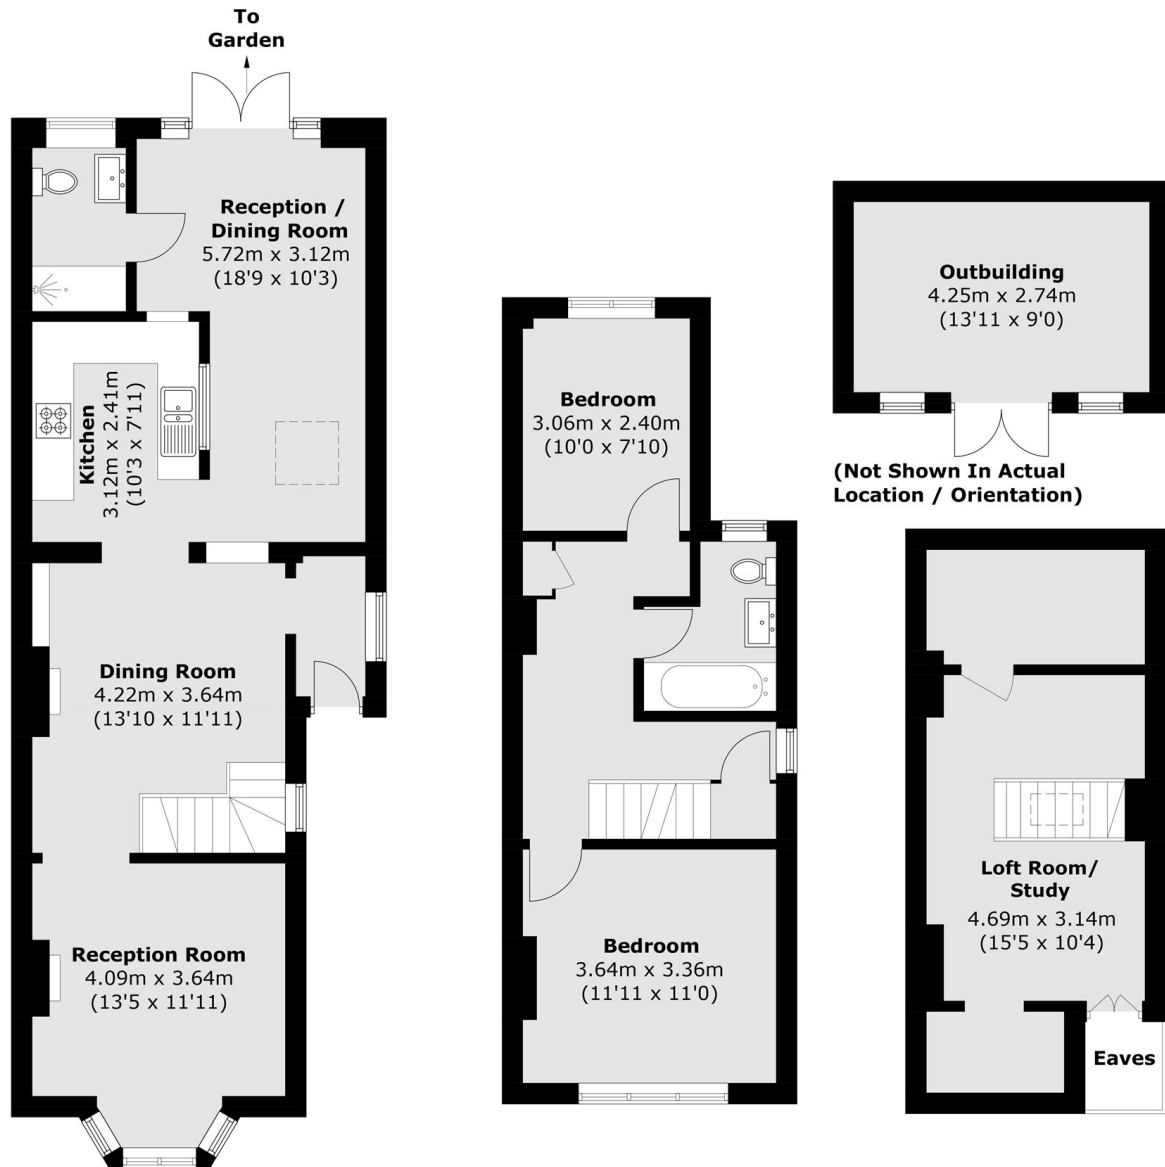 To
Garden
Reception /
Dining Room
5.72m x 3.12m
(18'9 x 10'3)
Kitchen
3.12m x 2.41m
(10'3 x 7'11)
Dining Room
4.22m x 3.64m
(13'10 x 11'11)
Reception Room
4.09m x 3.64m
(13'5 x 11'11)
Bedroom
3.06m x 2.40m
(10'0 x 7'10)
Bedroom
3.64m x 3.36m
(11'11 x 11'0)
Outbuilding
4.25m x 2.74m
(13'11 x 9'0)
(Not Shown In Actual
Location / Orientation)
Loft Room/
Study
4.69m x 3.14m
(15'5 x 10'4)
Eaves